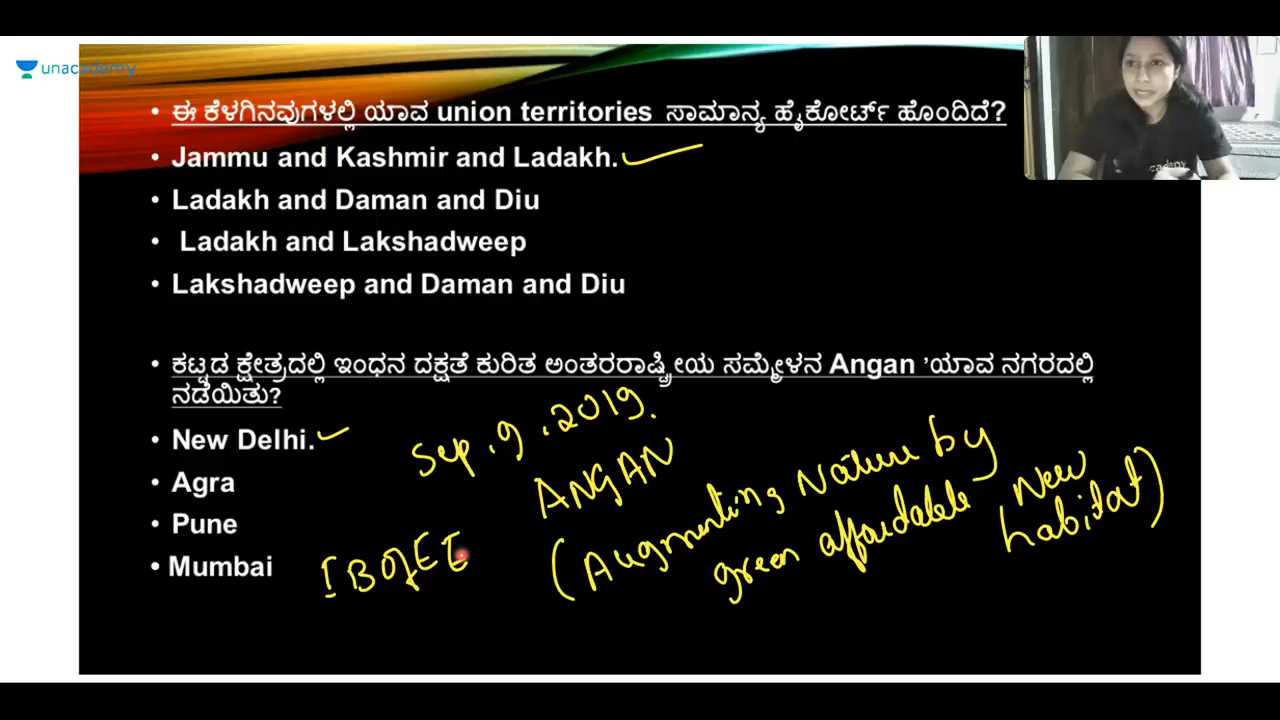 unacademy
• ಈ ಕೆಳಗಿನವುಗಳಲ್ಲಿ ಯಾವ union territories ಸಾಮಾನ್ಯ ಹೈಕೋರ್ಟ್ ಹೊಂದಿದೆ?
• Jammu and Kashmir and Ladakh.
• Ladakh and Daman and Diu
• Ladakh and Lakshadweep
• Lakshadweep and Daman and Diu
• ಕಟ್ಟಡ ಕ್ಷೇತ್ರದಲ್ಲಿ ಇಂಧನ ದಕ್ಷತೆ ಕುರಿತ ಅಂತರರಾಷ್ಟ್ರೀಯ ಸಮ್ಮೇಳನ Angan 'ಯಾವ ನಗರದಲ್ಲಿ
ನಡೆಯಿತು?
• New Delhi.
Sep. 9. 2019.
• Agra
ANGAN
• Pune
(Augmenting Nature by
green affordable New
habitat)
• Mumbai